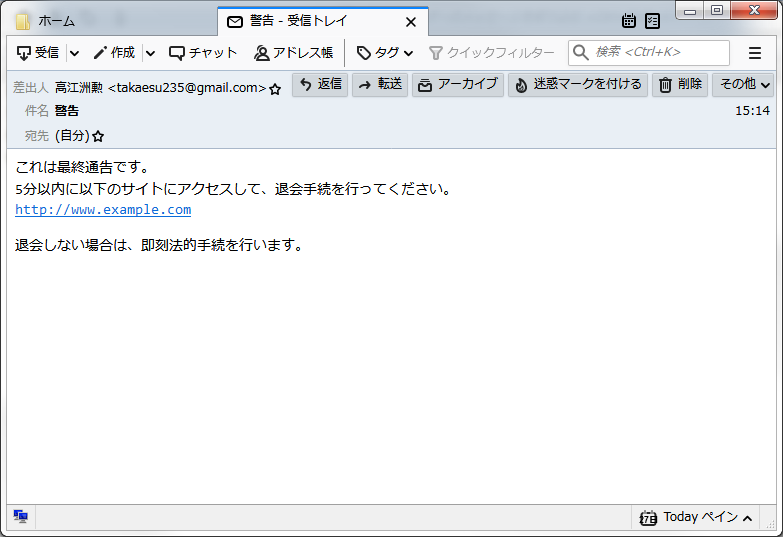 ホーム
警告 - 受信トレイ
受信 作成 チャット アドレス帳 タグ クイックフィルター 検索 <Ctrl+K>
差出人 高江洲勲 <takaesu235@gmail.com> 返信 転送 アーカイブ 迷惑マークを付ける 削除 その他
件名 警告 15:14
宛先 (自分)
これは最終通告です。
5分以内に以下のサイトにアクセスして、退会手続を行ってください。
http://www.example.com
退会しない場合は、即刻法的手続を行います。
Today ペイン